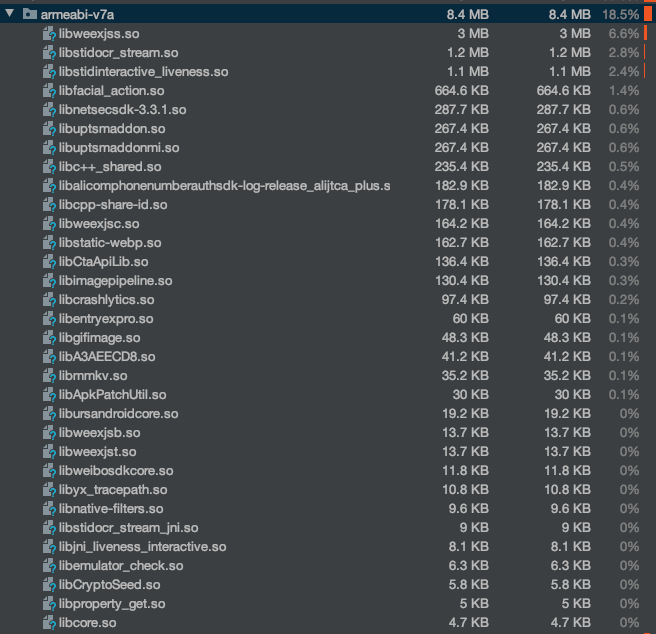 armeabi-v7a 8.4 MB 8.4 MB 18.5%
libweexjss.so 3 MB 3 MB 6.6%
libstidocr_stream.so 1.2 MB 1.2 MB 2.8%
libstidinteractive_liveness.so 1.1 MB 1.1 MB 2.4%
libfacial_action.so 664.6 KB 664.6 KB 1.4%
libnetsecsdk-3.3.1.so 287.7 KB 287.7 KB 0.6%
libuptsmaddon.so 267.4 KB 267.4 KB 0.6%
libuptsmaddonmi.so 267.4 KB 267.4 KB 0.6%
libc++_shared.so 235.4 KB 235.4 KB 0.5%
libalicomphonenumberauthsdk-log-release_alijtca_plus.s 182.9 KB 182.9 KB 0.4%
libcpp-share-id.so 178.1 KB 178.1 KB 0.4%
libweexjsc.so 164.2 KB 164.2 KB 0.4%
libstatic-webp.so 162.7 KB 162.7 KB 0.4%
libCtaApiLib.so 136.4 KB 136.4 KB 0.3%
libimagepipeline.so 130.4 KB 130.4 KB 0.3%
libcrashlytics.so 97.4 KB 97.4 KB 0.2%
libentryexpro.so 60 KB 60 KB 0.1%
libgifimage.so 48.3 KB 48.3 KB 0.1%
libA3AEECD8.so 41.2 KB 41.2 KB 0.1%
libmmkv.so 35.2 KB 35.2 KB 0.1%
libApkPatchUtil.so 30 KB 30 KB 0.1%
libursandroidcore.so 19.2 KB 19.2 KB 0%
libweexjsb.so 13.7 KB 13.7 KB 0%
libweexjst.so 13.7 KB 13.7 KB 0%
libweibosdkcore.so 11.8 KB 11.8 KB 0%
libyx_tracepath.so 10.8 KB 10.8 KB 0%
libnative-filters.so 9.6 KB 9.6 KB 0%
libstidocr_stream_jni.so 9 KB 9 KB 0%
libjni_liveness_interactive.so 8.1 KB 8.1 KB 0%
libemulator_check.so 6.3 KB 6.3 KB 0%
libCryptoSeed.so 5.8 KB 5.8 KB 0%
libproperty_get.so 5 KB 5 KB 0%
libcore.so 4.7 KB 4.7 KB 0%